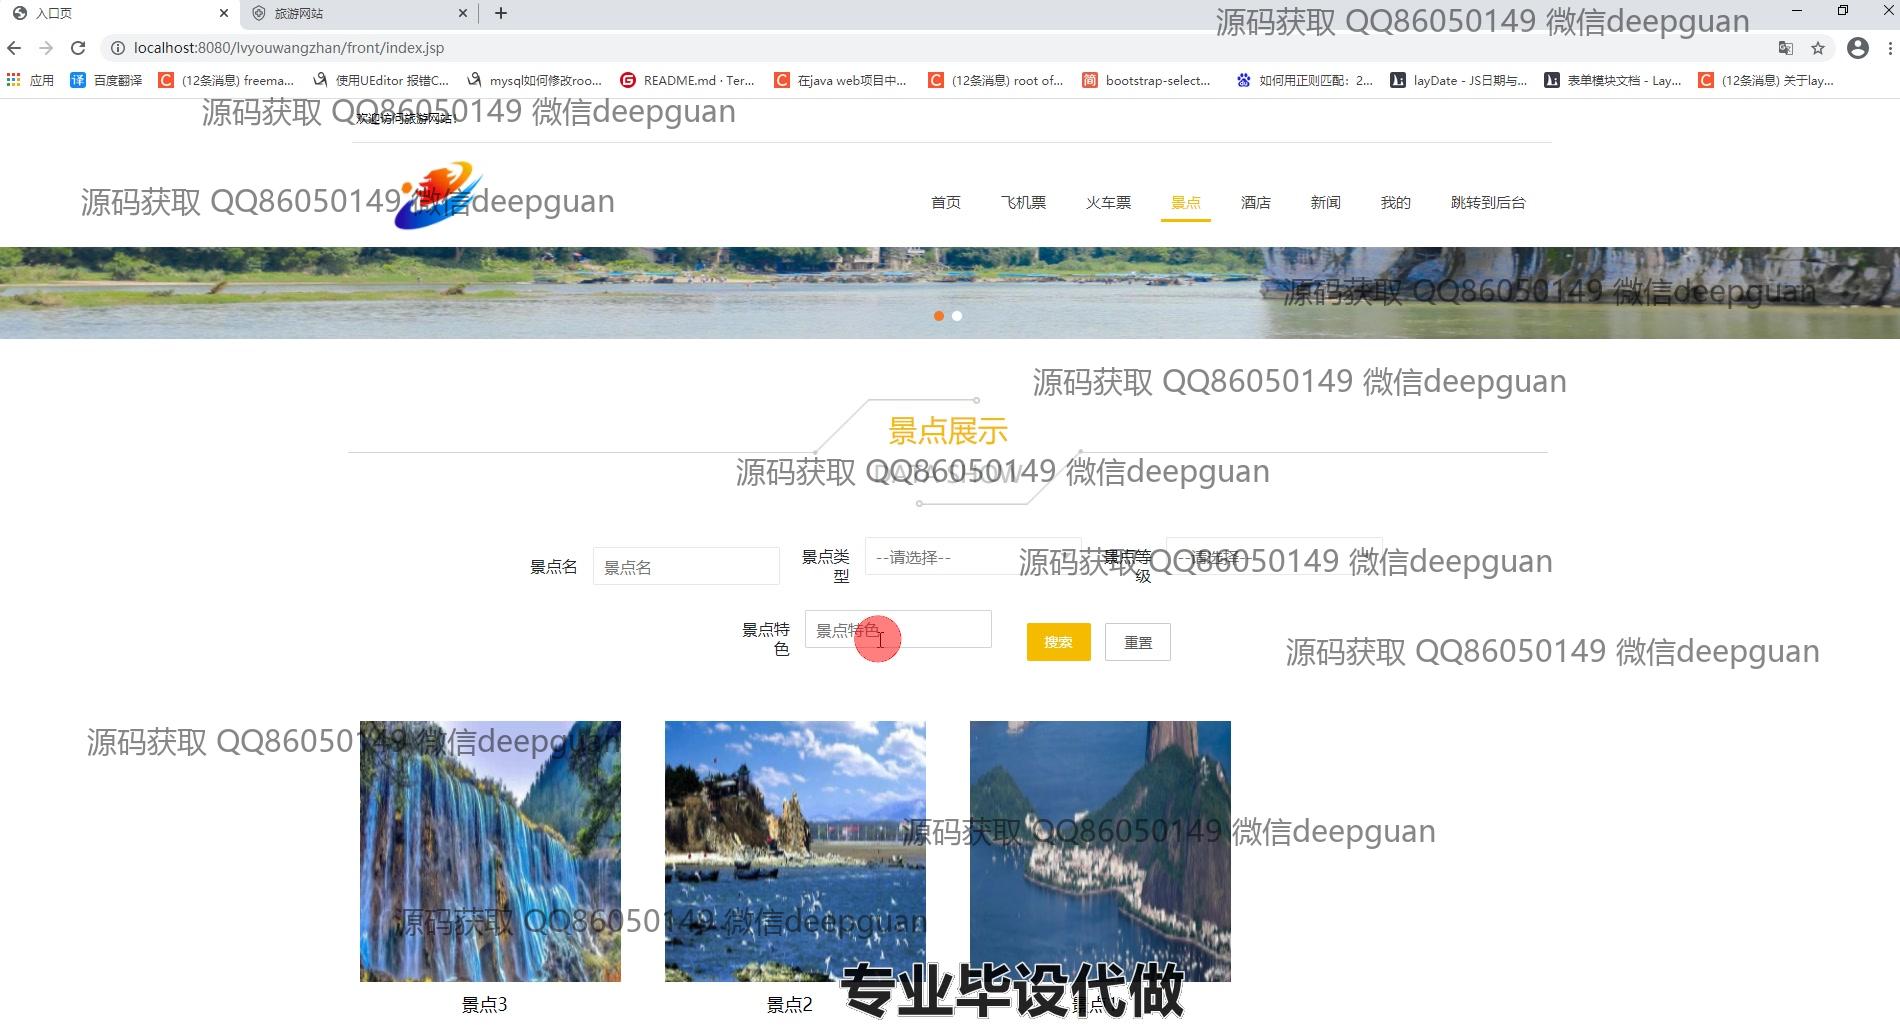 入口页
旅游网站
源码获取 QQ86050149 微信deepguan
localhost:8080/lvyouwangzhan/front/index.jsp
应用
百度翻译
(12条消息) freema...
使用UEditor 报错C...
mysql如何修改roo...
README.md · Ter...
在java web项目中...
(12条消息) root of...
bootstrap-select...
如何用正则匹配：2...
layDate - JS日期与...
表单模块文档 - Lay...
(12条消息) 关于lay...
源码获取 QQ86050149 微信deepguan
欢迎访问旅游网站！
源码获取 QQ86050149 微信deepguan
首页
飞机票
火车票
景点
酒店
新闻
我的
跳转到后台
源码获取 QQ86050149 微信deepguan
源码获取 QQ86050149 微信deepguan
景点展示
DATA SHOW
源码获取 QQ86050149 微信deepguan
景点名
景点名
景点类
型
--请选择--
景点等
级
--请选择--
源码获取 QQ86050149 微信deepguan
景点特
色
景点特色
搜索
重置
源码获取 QQ86050149 微信deepguan
源码获取 QQ86050149 微信deepguan
源码获取 QQ86050149 微信deepguan
源码获取 QQ86050149 微信deepguan
景点3
景点2
景点1
专业毕设代做